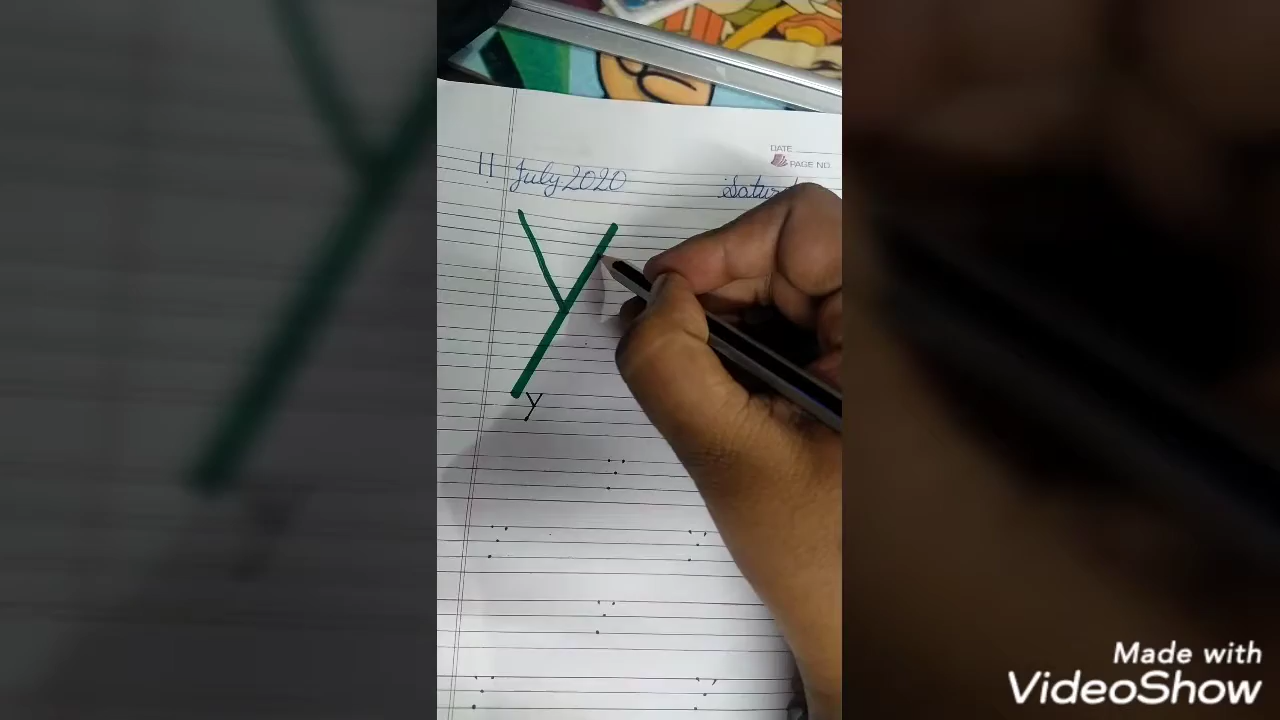 DATE
PAGE NO.
11 July 2020
y
y
Made with
VideoShow